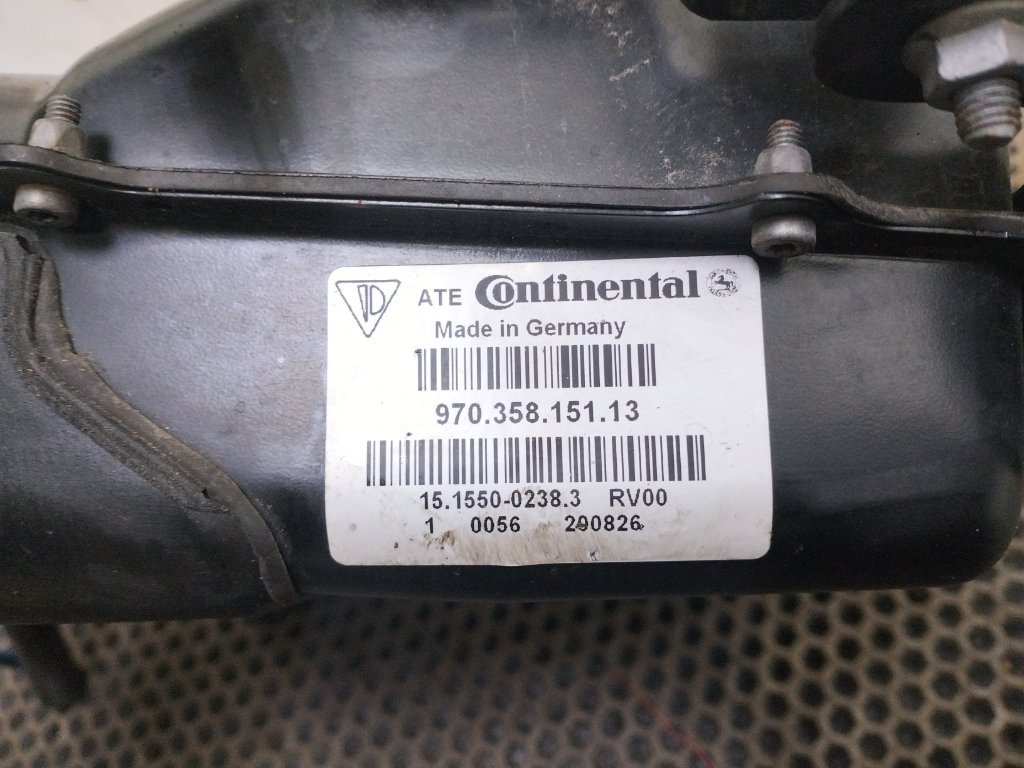 ATE Continental
Made in Germany
970.358.151.13
15.1550-0238.3 RV00
1 0056 290826